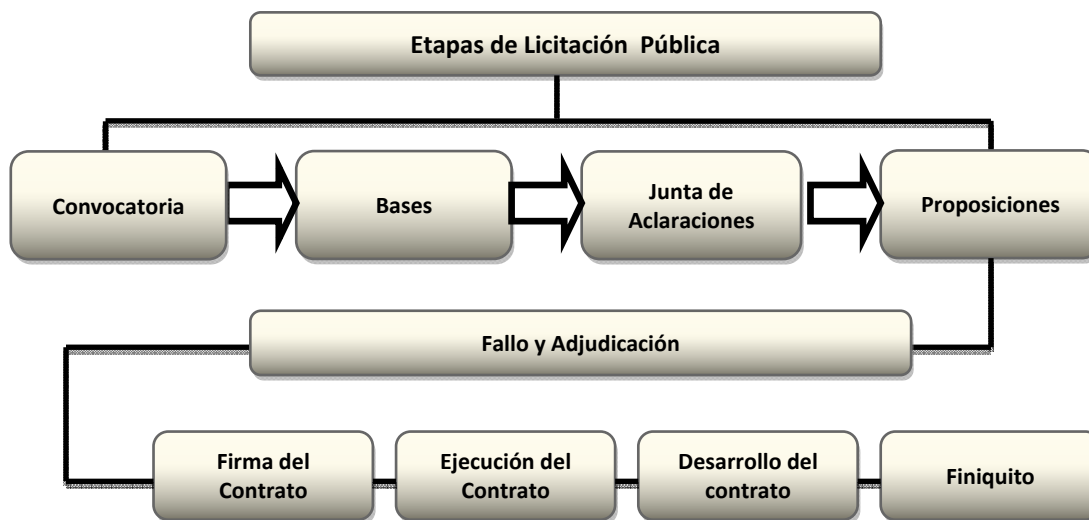 Etapas de Licitación Pública
Convocatoria
Bases
Junta de
Aclaraciones
Proposiciones
Fallo y Adjudicación
Firma del
Contrato
Ejecución del
Contrato
Desarrollo del
contrato
Finiquito